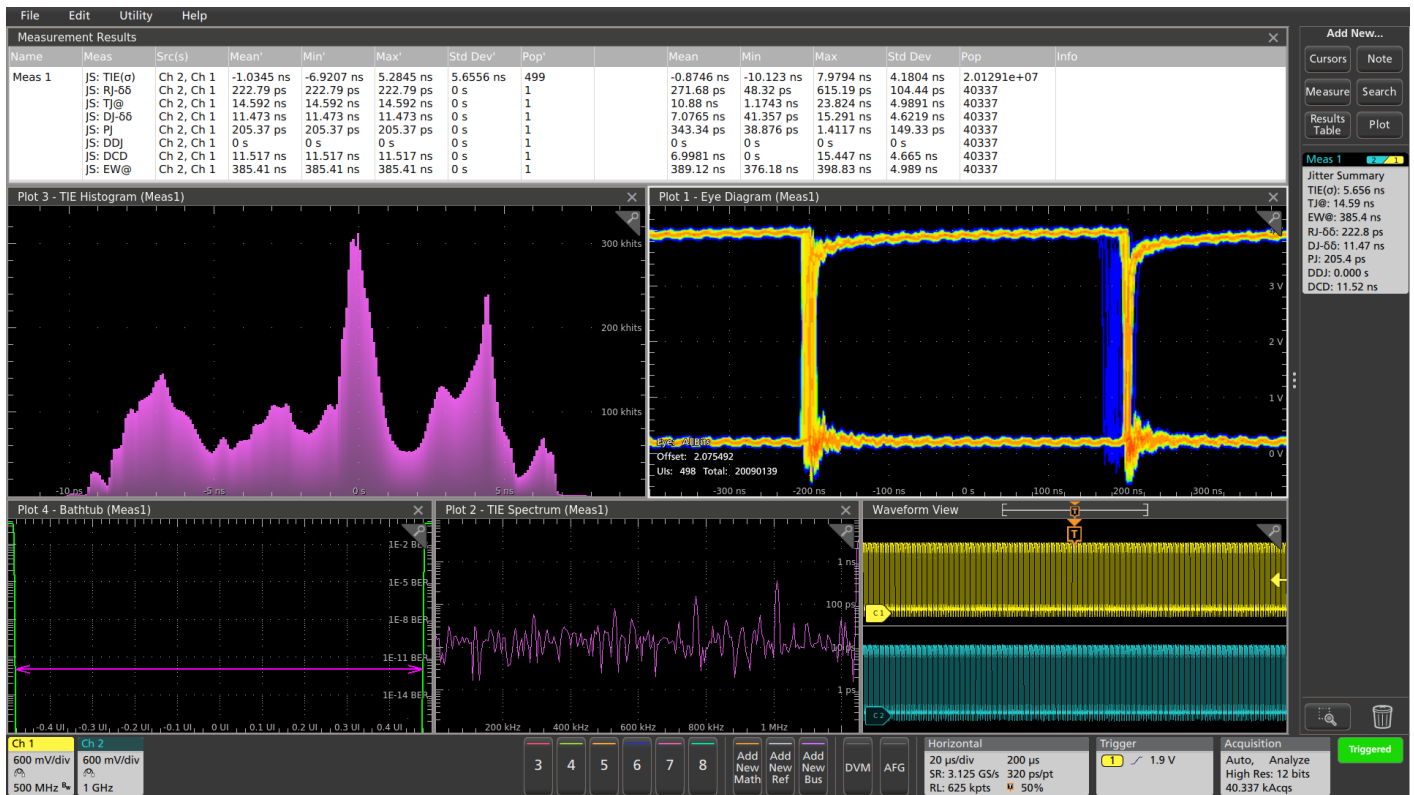 File Edit Utility Help
Measurement Results
Name Meas Src(s) Mean' Min' Max' Std Dev' Pop' Mean Min Max Std Dev Pop Info
Meas 1 JS: TIE(σ) Ch 2, Ch 1 -1.0345 ns -6.9207 ns 5.2845 ns 5.6556 ns 499 -0.8746 ns -10.123 ns 7.9794 ns 4.1804 ns 2.01291e+07
JS: RJ-δδ Ch 2, Ch 1 222.79 ps 222.79 ps 222.79 ps 0 s 1 271.68 ps 48.32 ps 615.19 ps 104.44 ps 40337
JS: TJ@ Ch 2, Ch 1 14.592 ns 14.592 ns 14.592 ns 0 s 1 10.88 ns 1.1743 ns 23.824 ns 4.9891 ns 40337
JS: DJ-δδ Ch 2, Ch 1 11.473 ns 11.473 ns 11.473 ns 0 s 1 7.0765 ns 41.357 ps 15.291 ns 4.6219 ns 40337
JS: PJ Ch 2, Ch 1 205.37 ps 205.37 ps 205.37 ps 0 s 1 343.34 ps 38.876 ps 1.4117 ns 149.33 ps 40337
JS: DDJ Ch 2, Ch 1 0 s 0 s 0 s 0 s 1 0 s 0 s 0 s 0 s 40337
JS: DCD Ch 2, Ch 1 11.517 ns 11.517 ns 11.517 ns 0 s 1 6.9981 ns 0 s 15.447 ns 4.665 ns 40337
JS: EW@ Ch 2, Ch 1 385.41 ns 385.41 ns 385.41 ns 0 s 1 389.12 ns 376.18 ns 398.83 ns 4.989 ns 40337
Plot 3 - TIE Histogram (Meas1)
300 khits
200 khits
100 khits
-10 ns -5 ns 0 s 5 ns
Plot 1 - Eye Diagram (Meas1)
3 V
2 V
1 V
0 V
Eye: All Bits
Offset: 2.075492
UIs: 498 Total: 20090139
-300 ns -200 ns -100 ns 0 s 100 ns 200 ns 300 ns
Plot 4 - Bathtub (Meas1)
1E-2 BER
1E-5 BER
1E-8 BER
1E-11 BER
1E-14 BER
-0.4 UI -0.3 UI -0.2 UI -0.1 UI 0 UI 0.1 UI 0.2 UI 0.3 UI 0.4 UI
Plot 2 - TIE Spectrum (Meas1)
1 ns
100 ps
10 ps
1 ps
200 kHz 400 kHz 600 kHz 800 kHz 1 MHz
Waveform View
T
T
C 1
C 2
Add New...
Cursors Note
Measure Search
Results Table Plot
Meas 1 2 1
Jitter Summary
TIE(σ): 5.656 ns
TJ@: 14.59 ns
EW@: 385.4 ns
RJ-δδ: 222.8 ps
DJ-δδ: 11.47 ns
PJ: 205.4 ps
DDJ: 0.000 s
DCD: 11.52 ns
Ch 1
600 mV/div
500 MHz Bw
Ch 2
600 mV/div
1 GHz
3 4 5 6 7 8
Add New Math
Add New Ref
Add New Bus
DVM AFG
Horizontal
20 µs/div 200 µs
SR: 3.125 GS/s 320 ps/pt
RL: 625 kpts 50%
Trigger
1 1.9 V
Acquisition
Auto, Analyze
High Res: 12 bits
40.337 kAcqs
Triggered